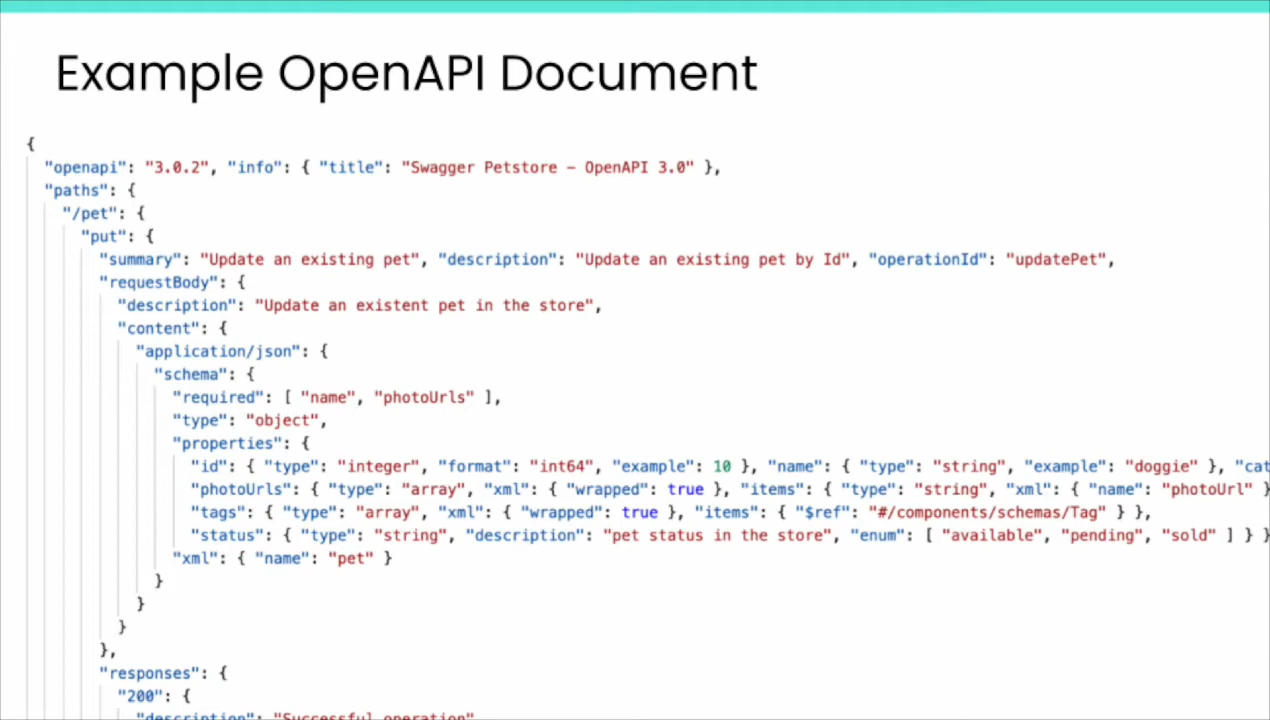 Example OpenAPI Document
{
"openapi": "3.0.2", "info": { "title": "Swagger Petstore – OpenAPI 3.0" },
"paths": {
"/pet": {
"put": {
"summary": "Update an existing pet", "description": "Update an existing pet by Id", "operationId": "updatePet",
"requestBody": {
"description": "Update an existent pet in the store",
"content": {
"application/json": {
"schema": {
"required": [ "name", "photoUrls" ],
"type": "object",
"properties": {
"id": { "type": "integer", "format": "int64", "example": 10 }, "name": { "type": "string", "example": "doggie" }, "cat
"photoUrls": { "type": "array", "xml": { "wrapped": true }, "items": { "type": "string", "xml": { "name": "photoUrl" }
"tags": { "type": "array", "xml": { "wrapped": true }, "items": { "$ref": "#/components/schemas/Tag" } },
"status": { "type": "string", "description": "pet status in the store", "enum": [ "available", "pending", "sold" ] } }
"xml": { "name": "pet" }
}
}
}
},
"responses": {
"200": {
"description": "Successful operation"